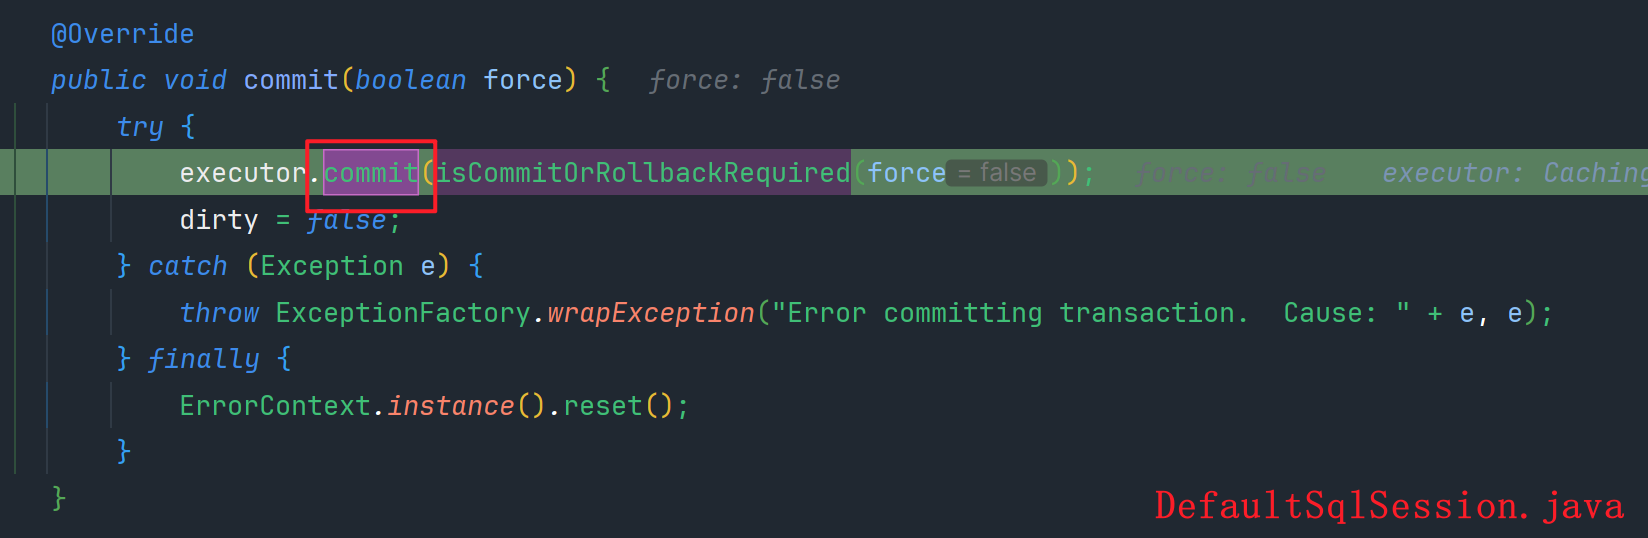 @Override
public void commit(boolean force) {  force: false
try {
executor.commit(isCommitOrRollbackRequired(force = false));  force: false  executor: Caching
dirty = false;
} catch (Exception e) {
throw ExceptionFactory.wrapException("Error committing transaction.  Cause: " + e, e);
} finally {
ErrorContext.instance().reset();
}
}
DefaultSqlSession.java